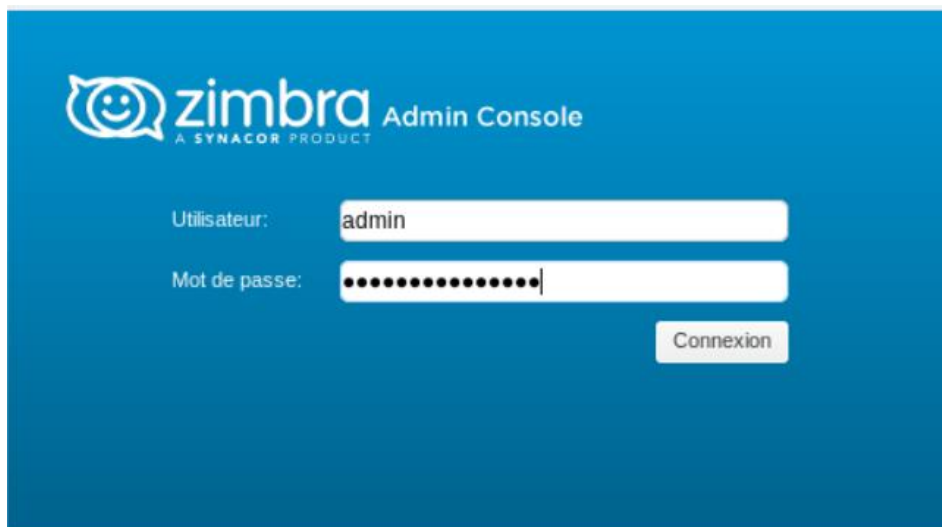 zimbra Admin Console
A SYNACOR PRODUCT
Utilisateur: admin
Mot de passe: •••••••••••••••
Connexion